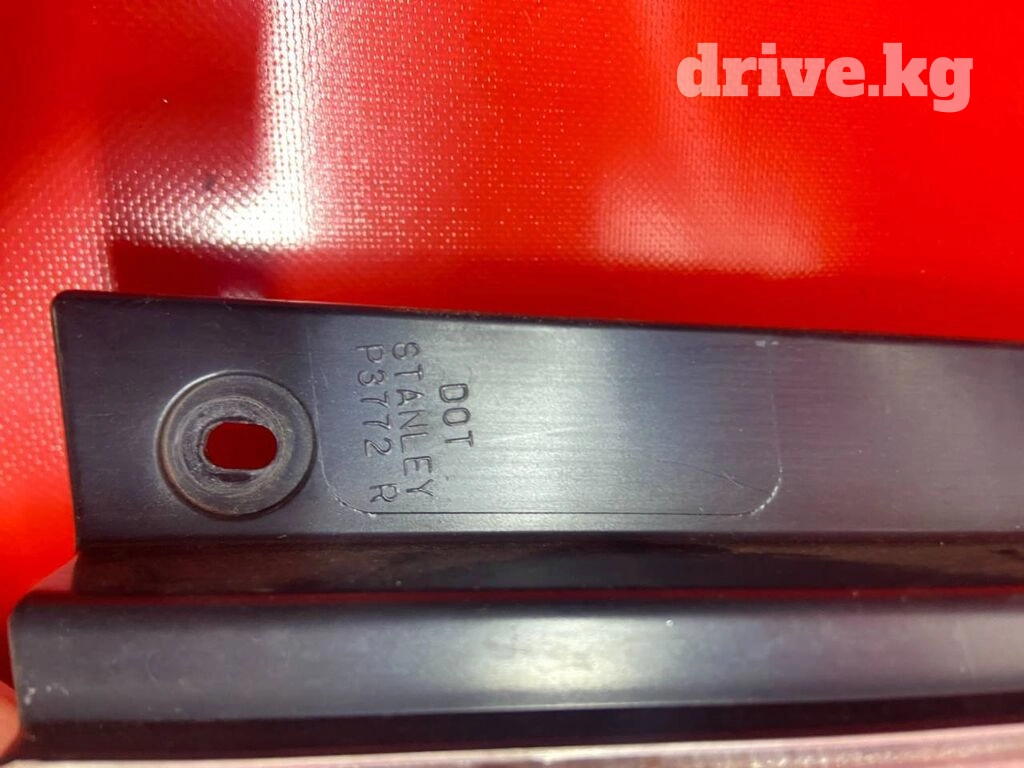 drive.kg
DOT
STANLEY
P3772 R